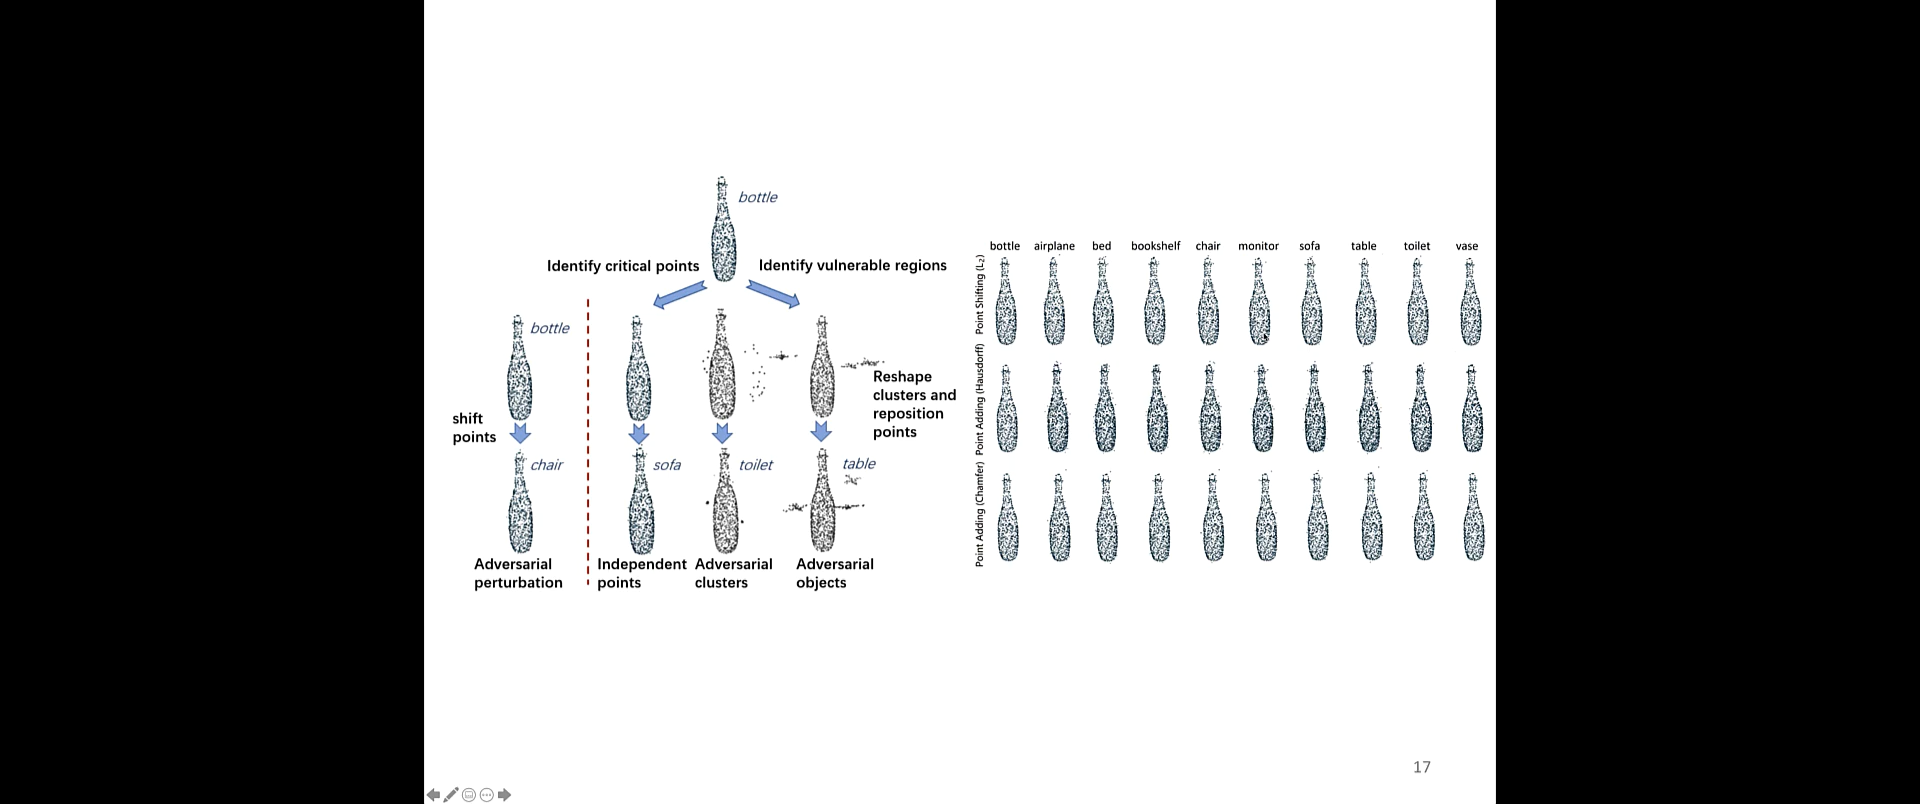 bottle
Identify critical points
Identify vulnerable regions
bottle
shift
points
Reshape
clusters and
reposition
points
chair
sofa
toilet
table
Adversarial
perturbation
Independent
points
Adversarial
clusters
Adversarial
objects
bottle airplane bed bookshelf chair monitor sofa table toilet vase
Point Shifting (L₂)
Point Adding (Hausdorff)
Point Adding (Chamfer)
17